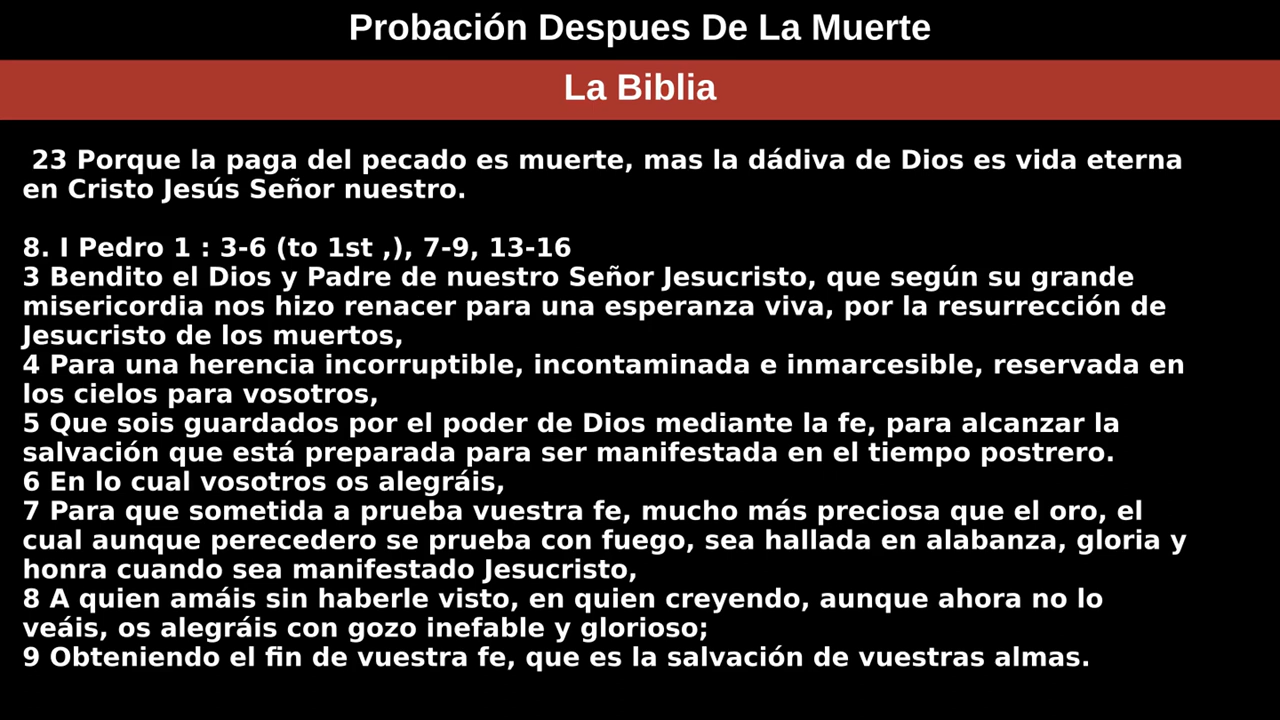 Probación Despues De La Muerte
La Biblia
23 Porque la paga del pecado es muerte, mas la dádiva de Dios es vida eterna
en Cristo Jesús Señor nuestro.
8. I Pedro 1 : 3-6 (to 1st ,), 7-9, 13-16
3 Bendito el Dios y Padre de nuestro Señor Jesucristo, que según su grande
misericordia nos hizo renacer para una esperanza viva, por la resurrección de
Jesucristo de los muertos,
4 Para una herencia incorruptible, incontaminada e inmarcesible, reservada en
los cielos para vosotros,
5 Que sois guardados por el poder de Dios mediante la fe, para alcanzar la
salvación que está preparada para ser manifestada en el tiempo postrero.
6 En lo cual vosotros os alegráis,
7 Para que sometida a prueba vuestra fe, mucho más preciosa que el oro, el
cual aunque perecedero se prueba con fuego, sea hallada en alabanza, gloria y
honra cuando sea manifestado Jesucristo,
8 A quien amáis sin haberle visto, en quien creyendo, aunque ahora no lo
veáis, os alegráis con gozo inefable y glorioso;
9 Obteniendo el fin de vuestra fe, que es la salvación de vuestras almas.